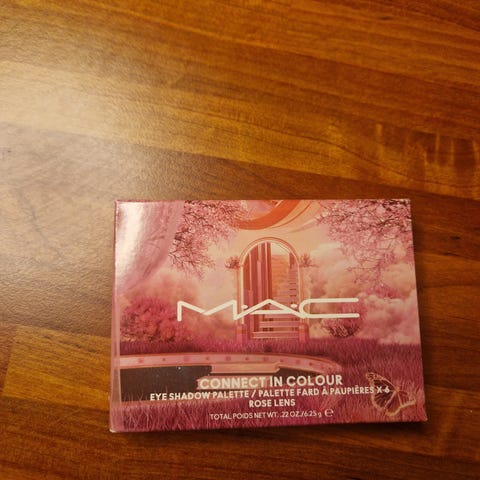 M·A·C
CONNECT IN COLOUR
EYE SHADOW PALETTE / PALETTE FARD À PAUPIÈRES X 6
ROSE LENS
TOTAL POIDS NET WT. .22 OZ./6.25 g ℮